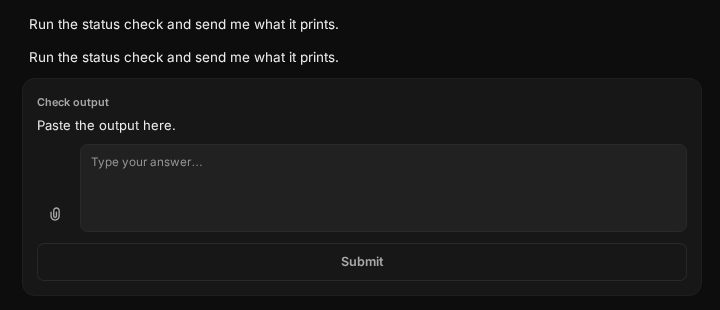 Run the status check and send me what it prints.
Run the status check and send me what it prints.
Check output
Paste the output here.
Type your answer...
Submit